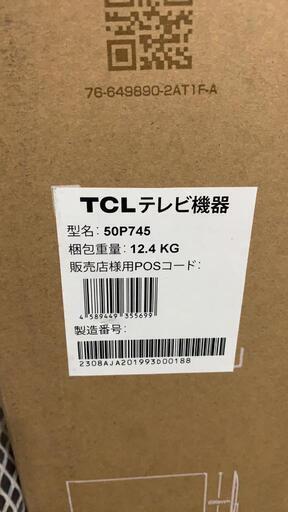 76-649890-2AT1F-A
TCLテレビ機器
型名: 50P745
梱包重量: 12.4 KG
販売店様用POSコード:
4 589449 355699
製造番号:
2308AJA201993D00188